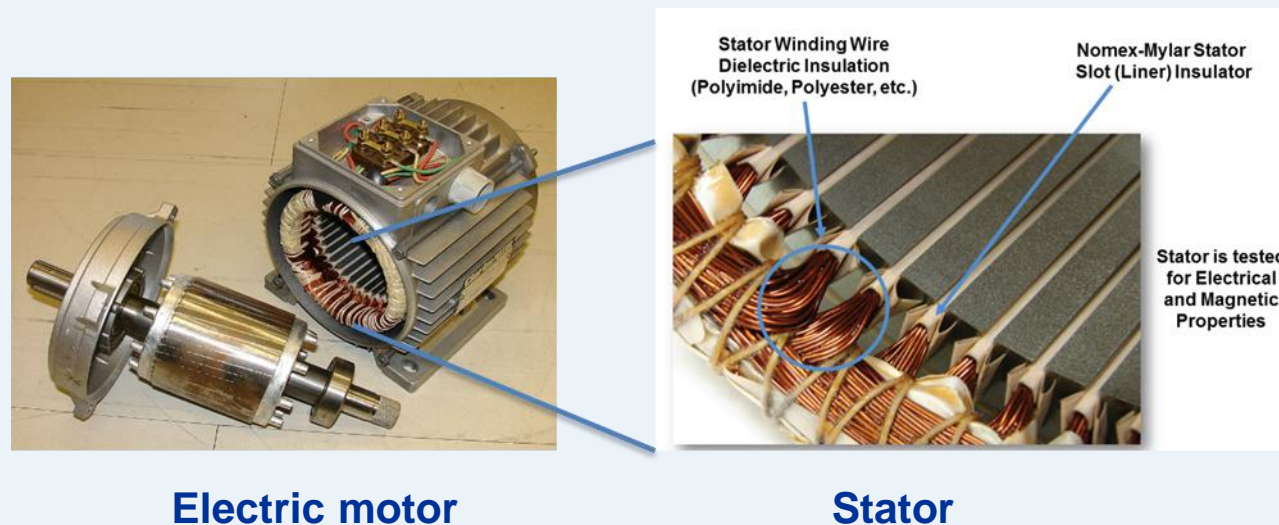 Stator Winding Wire
Dielectric Insulation
(Polyimide, Polyester, etc.)
Nomex-Mylar Stator
Slot (Liner) Insulator
Stator is tested
for Electrical
and Magnetic
Properties
Electric motor
Stator